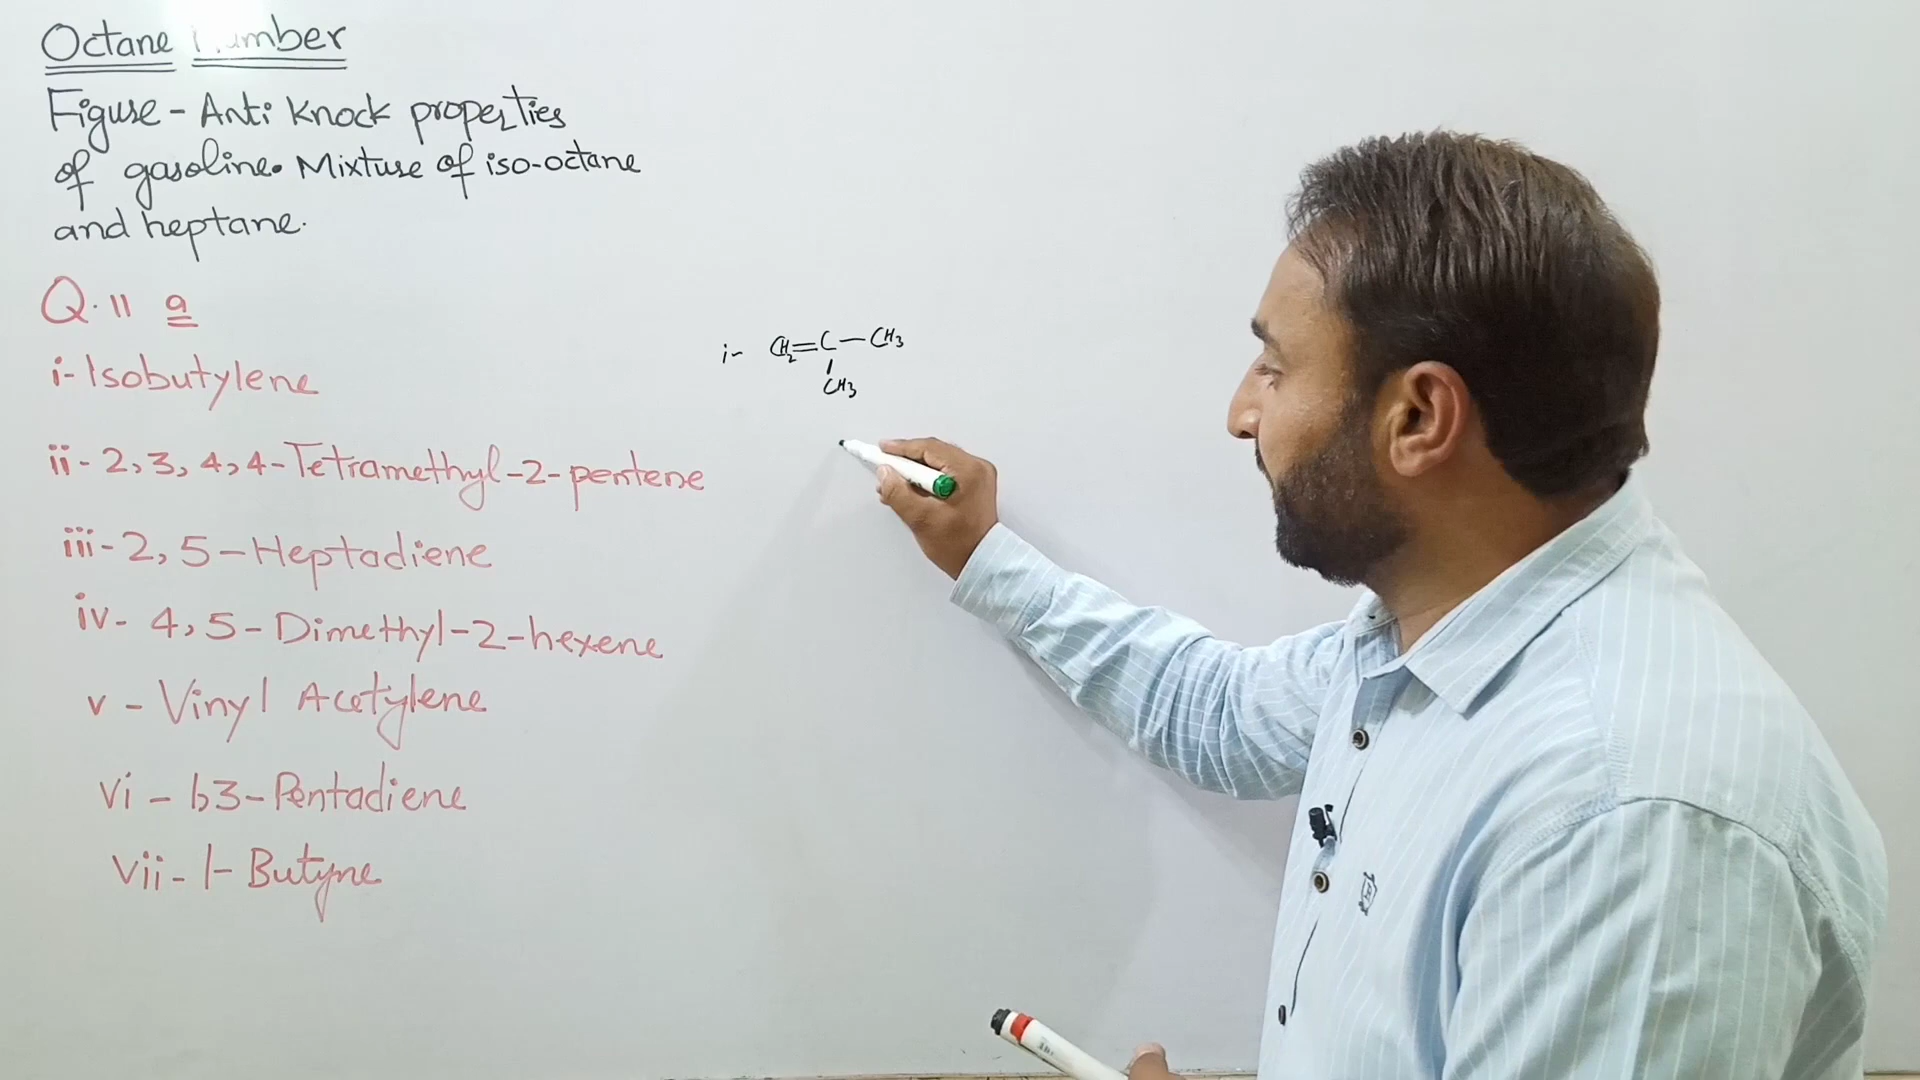 Octane Number
Figure - Anti Knock properties
of gasoline. Mixture of iso-octane
and heptane.
Q.11 a
i- Isobutylene
ii- 2,3,4,4-Tetramethyl-2-pentene
iii- 2,5-Heptadiene
iv- 4,5-Dimethyl-2-hexene
v - Vinyl Acetylene
vi - 1,3-Pentadiene
vii- 1-Butyne
i- CH2=C-CH3
CH3